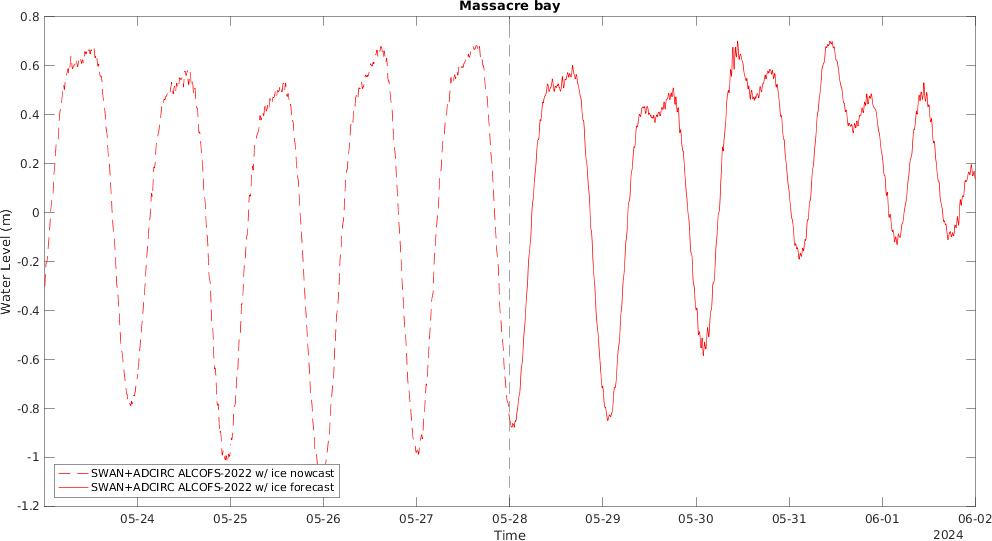 Massacre bay
Water Level (m)
0.8
0.6
0.4
0.2
0
-0.2
-0.4
-0.6
-0.8
-1
-1.2
SWAN+ADCIRC ALCOFS-2022 w/ ice nowcast
SWAN+ADCIRC ALCOFS-2022 w/ ice forecast
05-24 05-25 05-26 05-27 05-28 05-29 05-30 05-31 06-01 06-02
Time
2024